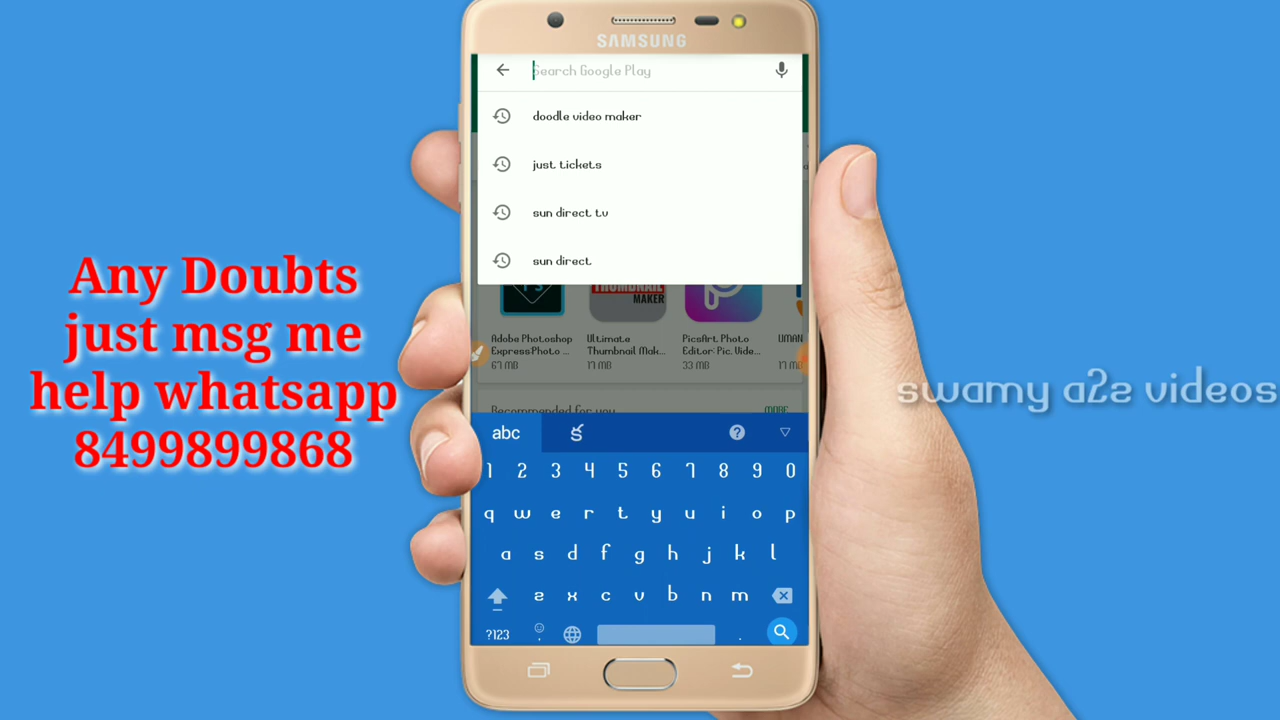 SAMSUNG
Search Google Play
doodle video maker
just tickets
sun direct tv
sun direct
MAKER
Adobe Photoshop
Express:Photo ...
67 MB
Ultimate
Thumbnail Mak...
17 MB
PicsArt Photo
Editor: Pic, Vide...
33 MB
UMAN
17 M
Recommended for you
MORE
abc
క
?
1 2 3 4 5 6 7 8 9 0
q w e r t y u i o p
a s d f g h j k l
z x c v b n m
?123
, .
Any Doubts
just msg me
help whatsapp
8499899868
swamy a2z videos